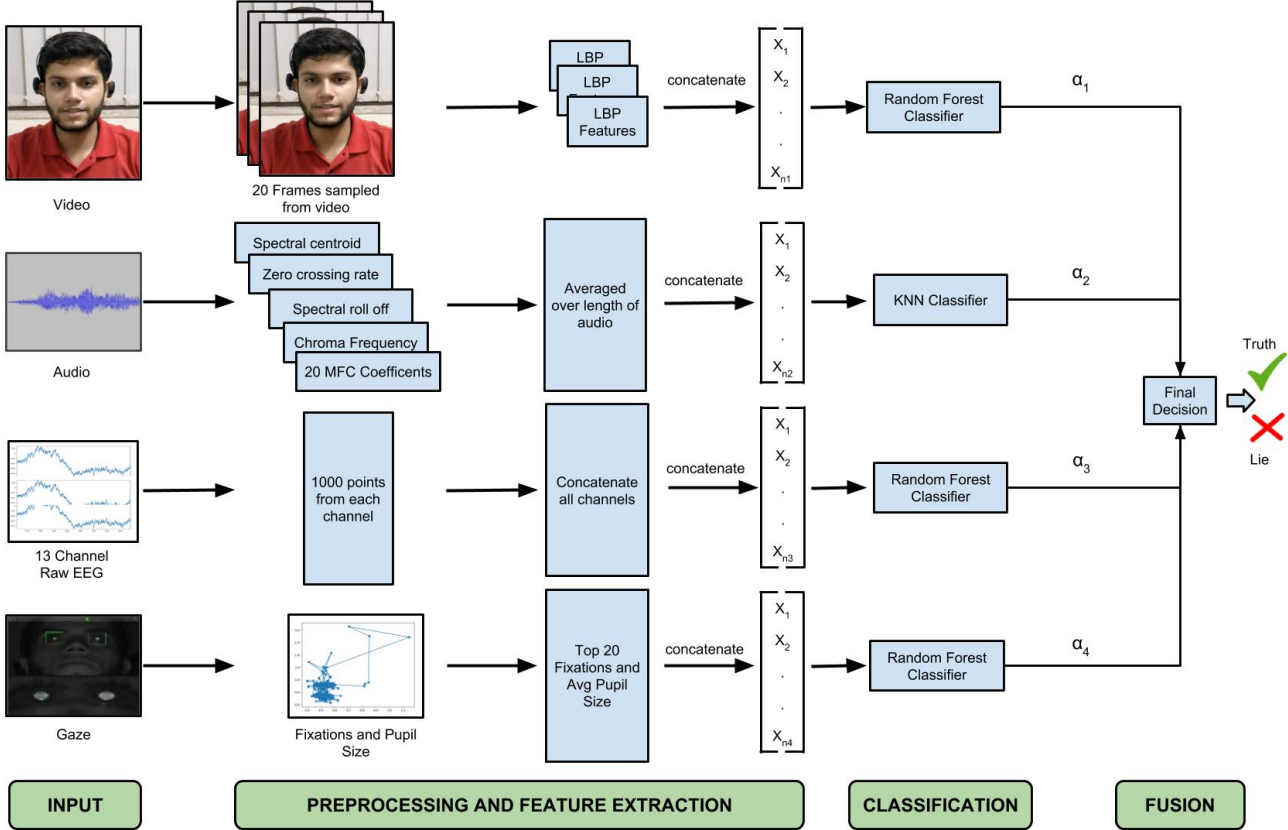 Video
20 Frames sampled
from video
LBP
LBP
LBP
Features
concatenate
X1
X2
.
.
Xn1
Random Forest
Classifier
α1
Audio
Spectral centroid
Zero crossing rate
Spectral roll off
Chroma Frequency
20 MFC Coefficents
Averaged
over length of
audio
concatenate
X1
X2
.
.
Xn2
KNN Classifier
α2
13 Channel
Raw EEG
1000 points
from each
channel
Concatenate
all channels
concatenate
X1
X2
.
.
Xn3
Random Forest
Classifier
α3
Gaze
Fixations and Pupil
Size
Top 20
Fixations and
Avg Pupil
Size
concatenate
X1
X2
.
.
Xn4
Random Forest
Classifier
α4
Final
Decision
Truth
Lie
INPUT
PREPROCESSING AND FEATURE EXTRACTION
CLASSIFICATION
FUSION